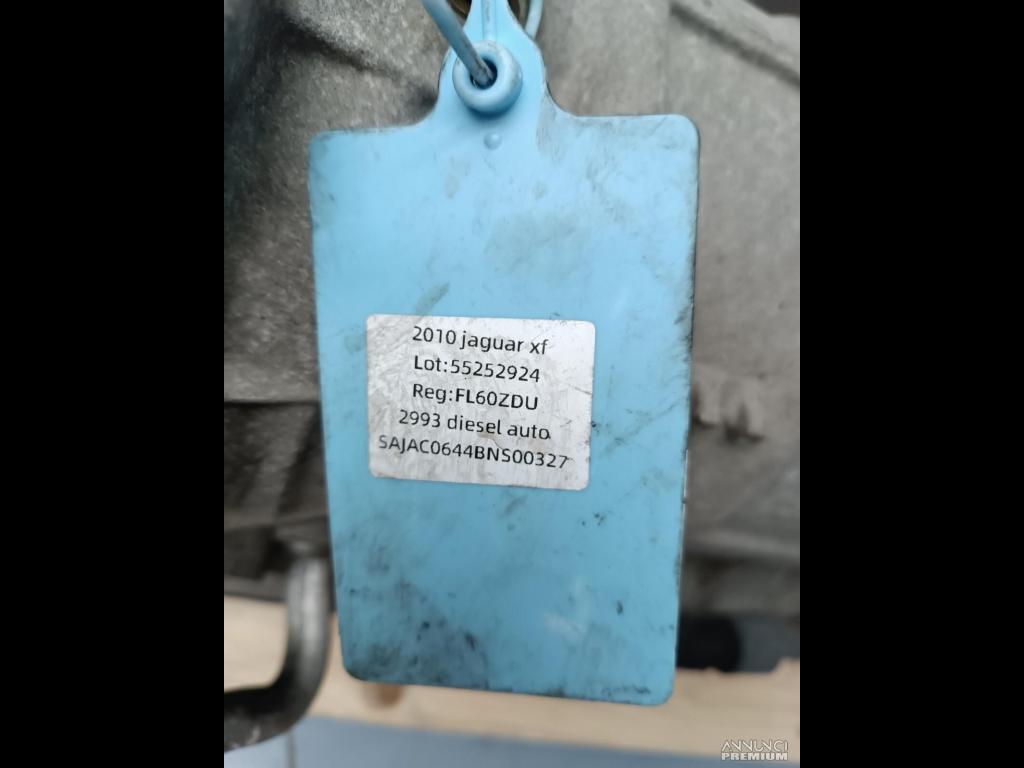 2010 jaguar xf
Lot:55252924
Reg:FL60ZDU
2993 diesel auto
SAJAC0644BNS00327
ANNUNCI
PREMIUM